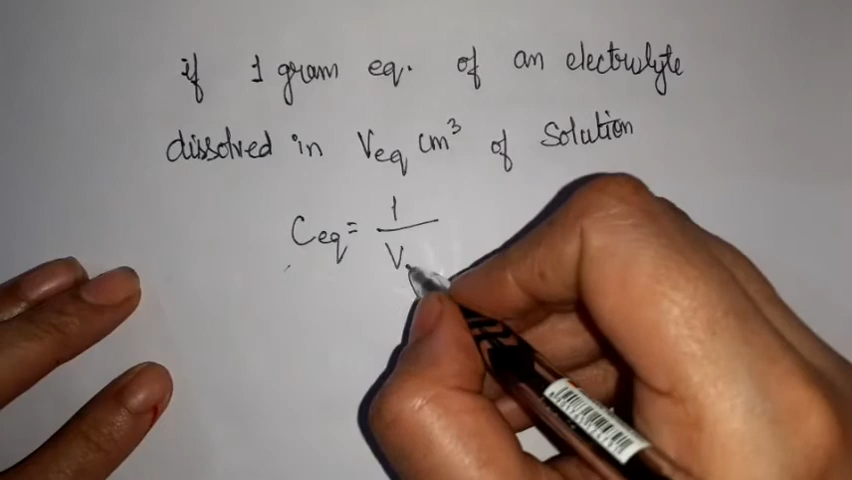 if 1 gram eq. of an electrolyte
dissolved in Veq cm³ of Solution
Ceq = 1
V